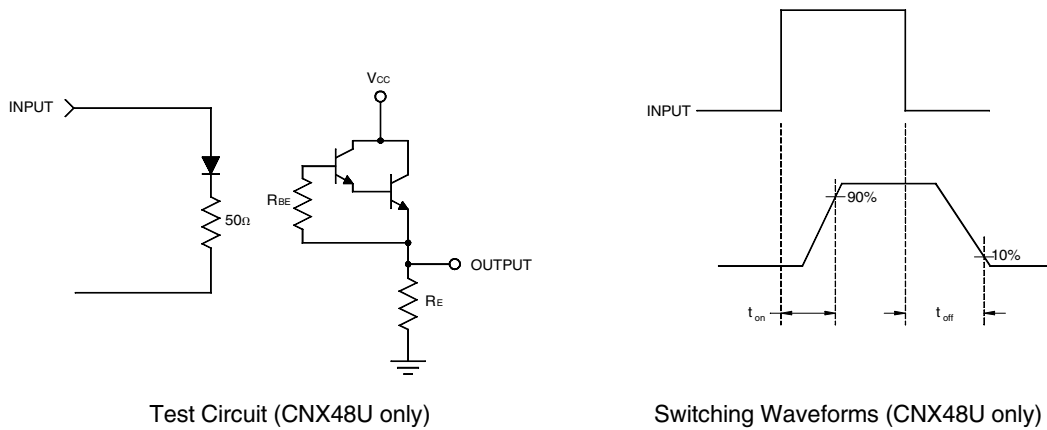 INPUT
VCC
RBE
50Ω
OUTPUT
RE
Test Circuit (CNX48U only)
INPUT
90%
10%
ton
toff
Switching Waveforms (CNX48U only)